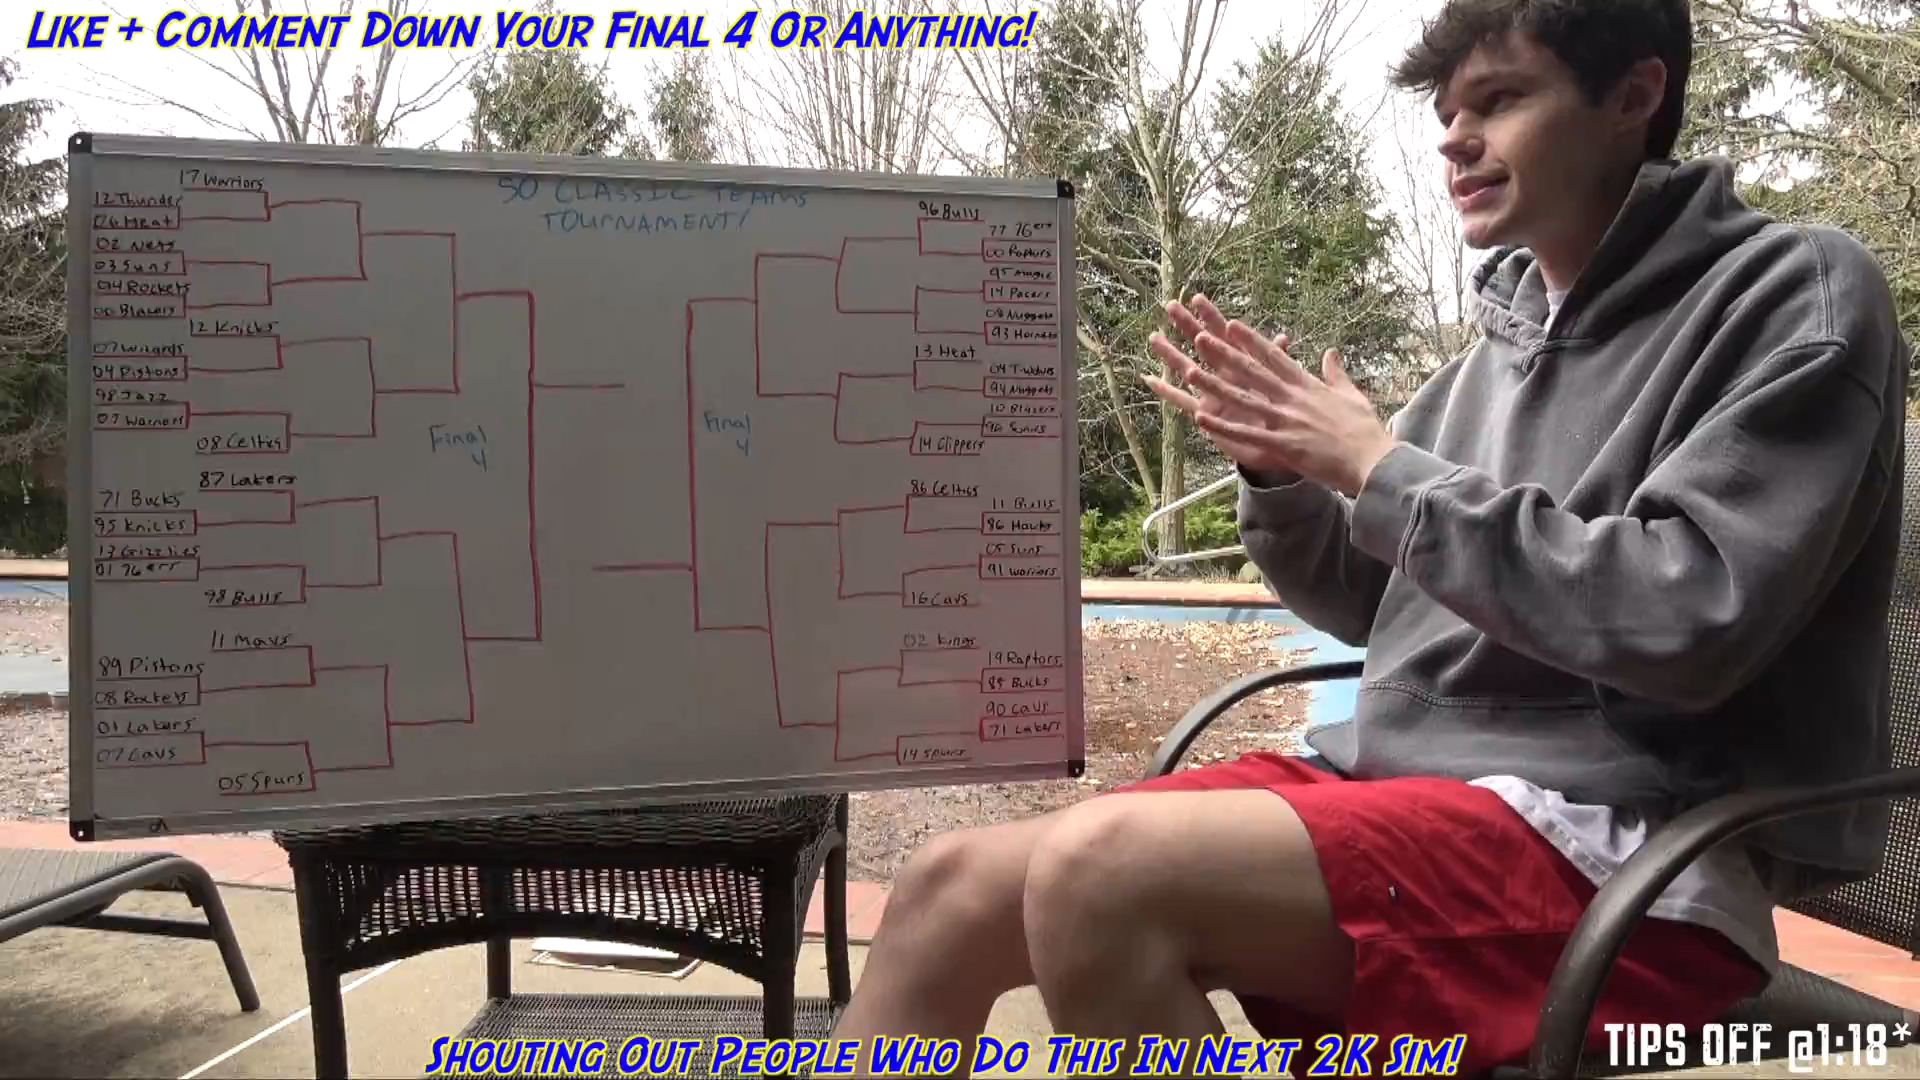 Like + Comment Down Your Final 4 Or Anything!
50 CLASSIC TEAMS
TOURNAMENT!
17 Warriors
12 Thunder
06 Heat
02 Nets
03 Suns
94 Rockets
00 Blazers
12 Knicks
07 Wizards
04 Pistons
98 Jazz
07 Warriors
08 Celtics
87 Lakers
71 Bucks
95 Knicks
13 Grizzlies
01 76ers
98 Bulls
11 Mavs
89 Pistons
08 Rockets
01 Lakers
07 Cavs
05 Spurs
Final
4
Final
4
96 Bulls
77 76ers
00 Raptors
95 Magic
14 Pacers
08 Nuggets
93 Hornets
13 Heat
04 T-Wolves
94 Nuggets
10 Blazers
96 Sonics
14 Clippers
86 Celtics
11 Bulls
86 Hawks
05 Suns
91 Warriors
16 Cavs
02 Kings
19 Raptors
85 Bucks
90 Cavs
71 Lakers
14 Spurs
Shouting Out People Who Do This In Next 2K Sim!
TIPS OFF @1:18*